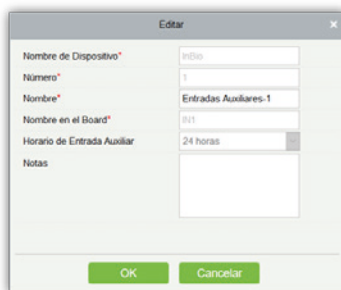 Editar
Nombre de Dispositivo* InBio
Número* 1
Nombre* Entradas Auxiliares-1
Nombre en el Board* IN1
Horario de Entrada Auxiliar 24 horas
Notas
OK Cancelar